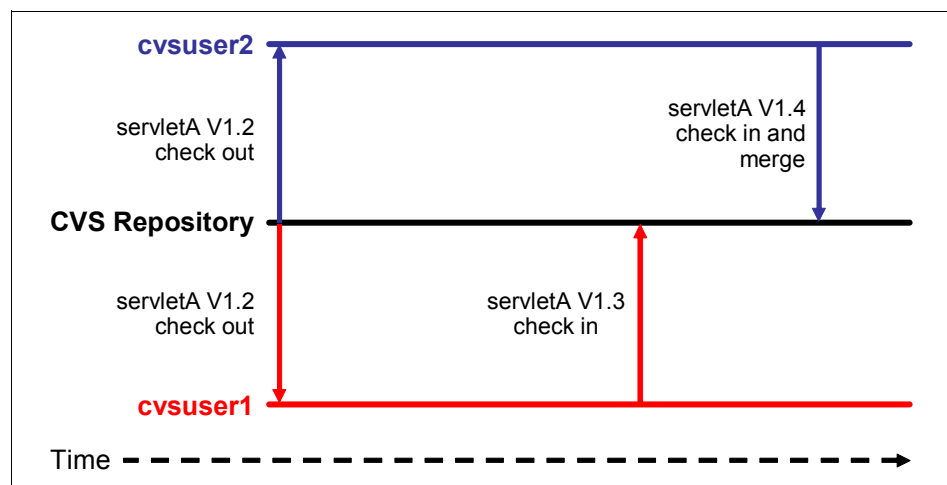 cvsuser2
servletA V1.2
check out
servletA V1.4
check in and
merge
CVS Repository
servletA V1.2
check out
servletA V1.3
check in
cvsuser1
Time